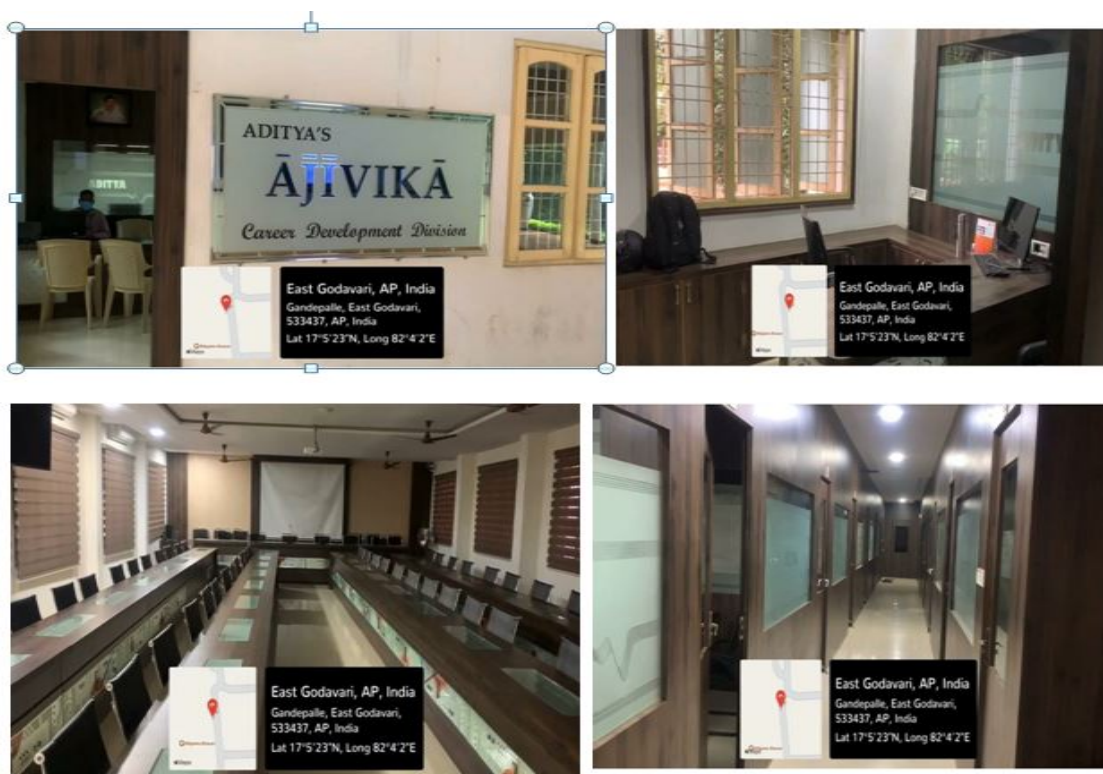 ADITYA
ADITYA'S
ĀJĪVIKĀ
Career Development Division
East Godavari, AP, India
Gandepalle, East Godavari,
533437, AP, India
Lat 17°5'23"N, Long 82°4'2"E
East Godavari, AP, India
Gandepalle, East Godavari,
533437, AP, India
Lat 17°5'23"N, Long 82°4'2"E
East Godavari, AP, India
Gandepalle, East Godavari,
533437, AP, India
Lat 17°5'23"N, Long 82°4'2"E
East Godavari, AP, India
Gandepalle, East Godavari,
533437, AP, India
Lat 17°5'23"N, Long 82°4'2"E